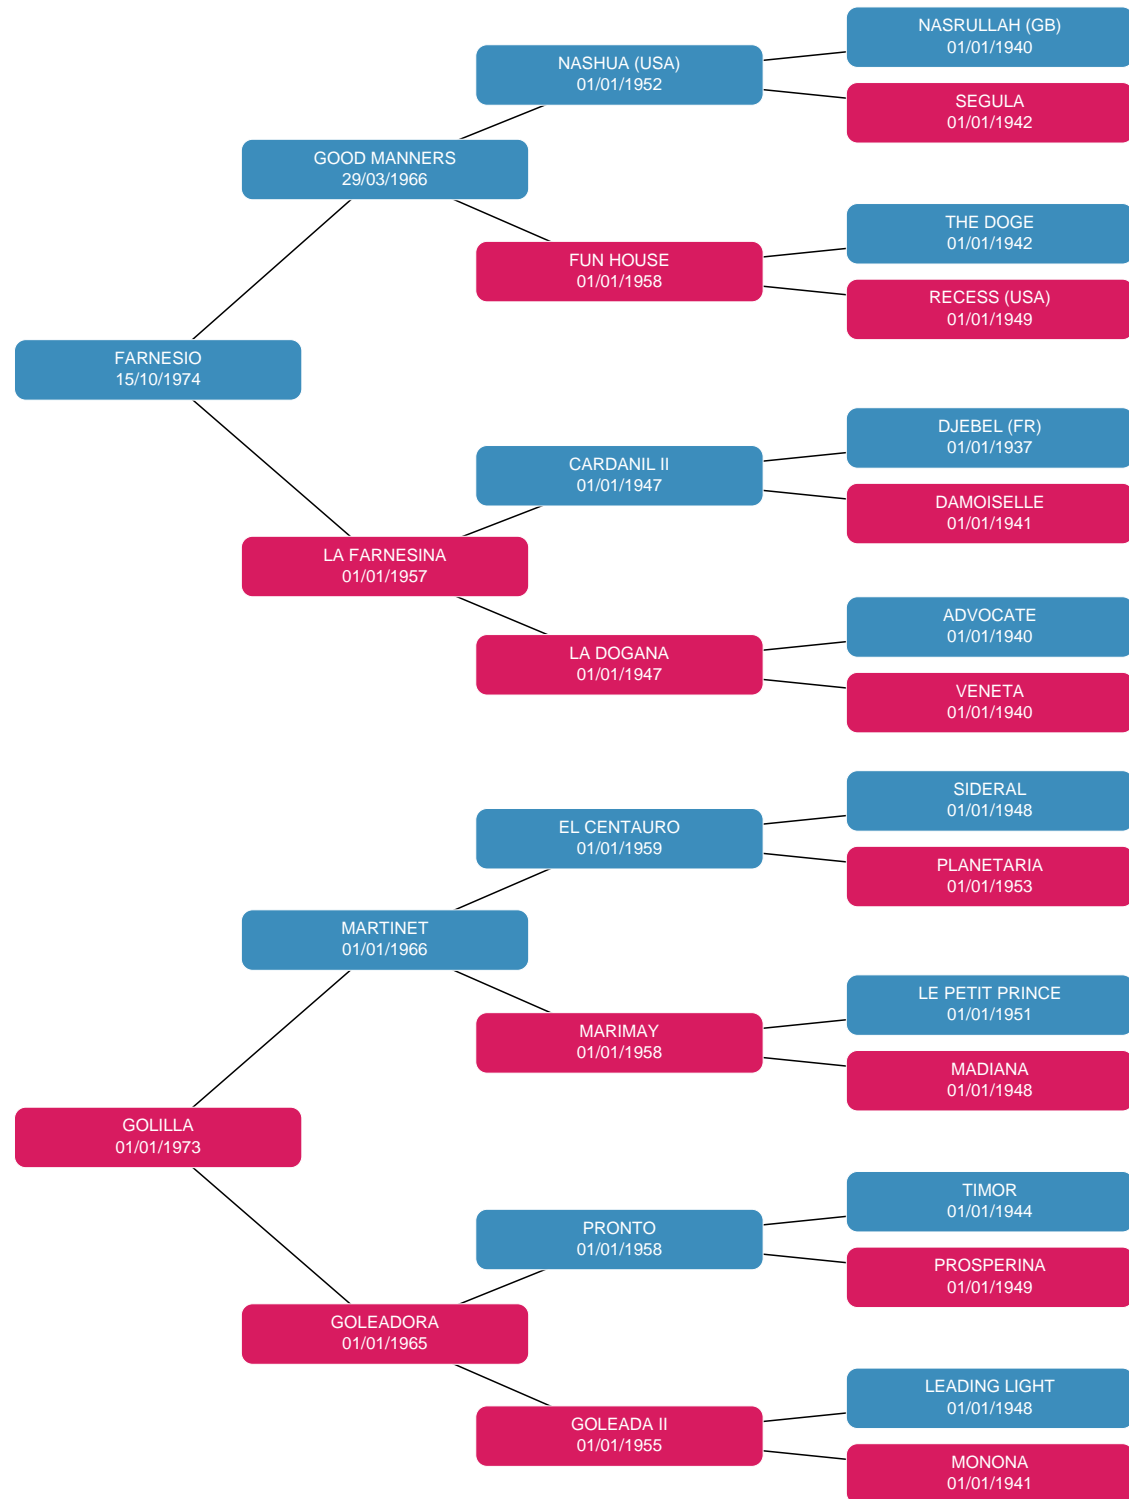 NASRULLAH (GB)
01/01/1940
NASHUA (USA)
01/01/1952
SEGULA
01/01/1942
GOOD MANNERS
29/03/1966
THE DOGE
01/01/1942
FUN HOUSE
01/01/1958
RECESS (USA)
01/01/1949
FARNESIO
15/10/1974
DJEBEL (FR)
01/01/1937
CARDANIL II
01/01/1947
DAMOISELLE
01/01/1941
LA FARNESINA
01/01/1957
ADVOCATE
01/01/1940
LA DOGANA
01/01/1947
VENETA
01/01/1940
SIDERAL
01/01/1948
EL CENTAURO
01/01/1959
PLANETARIA
01/01/1953
MARTINET
01/01/1966
LE PETIT PRINCE
01/01/1951
MARIMAY
01/01/1958
MADIANA
01/01/1948
GOLILLA
01/01/1973
TIMOR
01/01/1944
PRONTO
01/01/1958
PROSPERINA
01/01/1949
GOLEADORA
01/01/1965
LEADING LIGHT
01/01/1948
GOLEADA II
01/01/1955
MONONA
01/01/1941